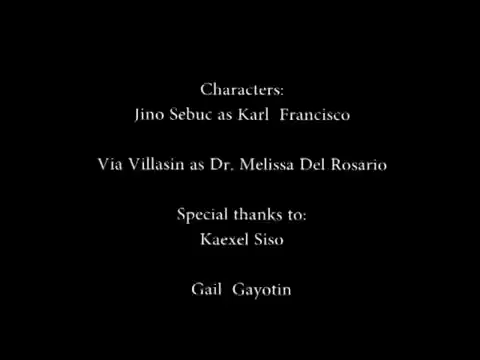 Characters:
Jino Sebuc as Karl  Francisco
Via Villasin as Dr. Melissa Del Rosario
Special thanks to:
Kaexel Siso
Gail  Gayotin